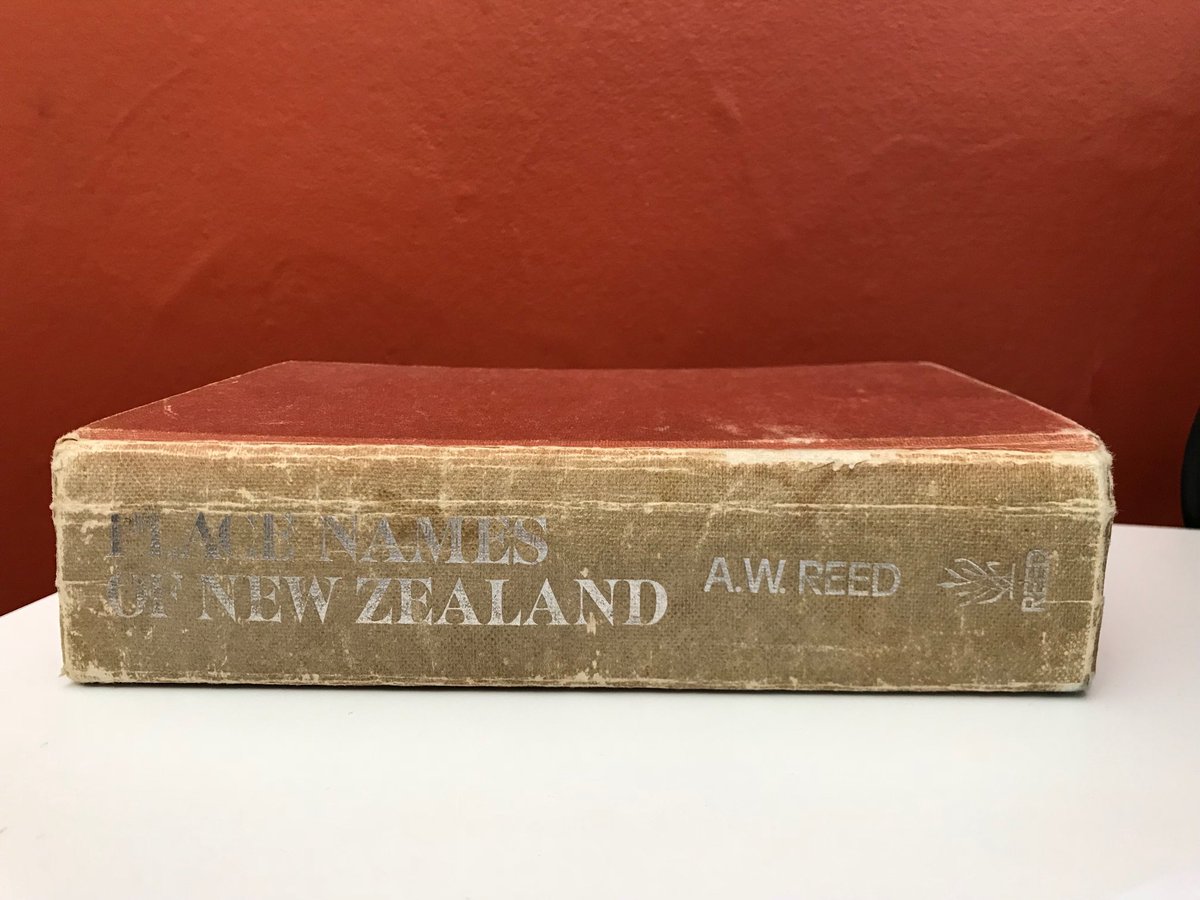 PLACE NAMES
OF NEW ZEALAND
A.W. REED
REED